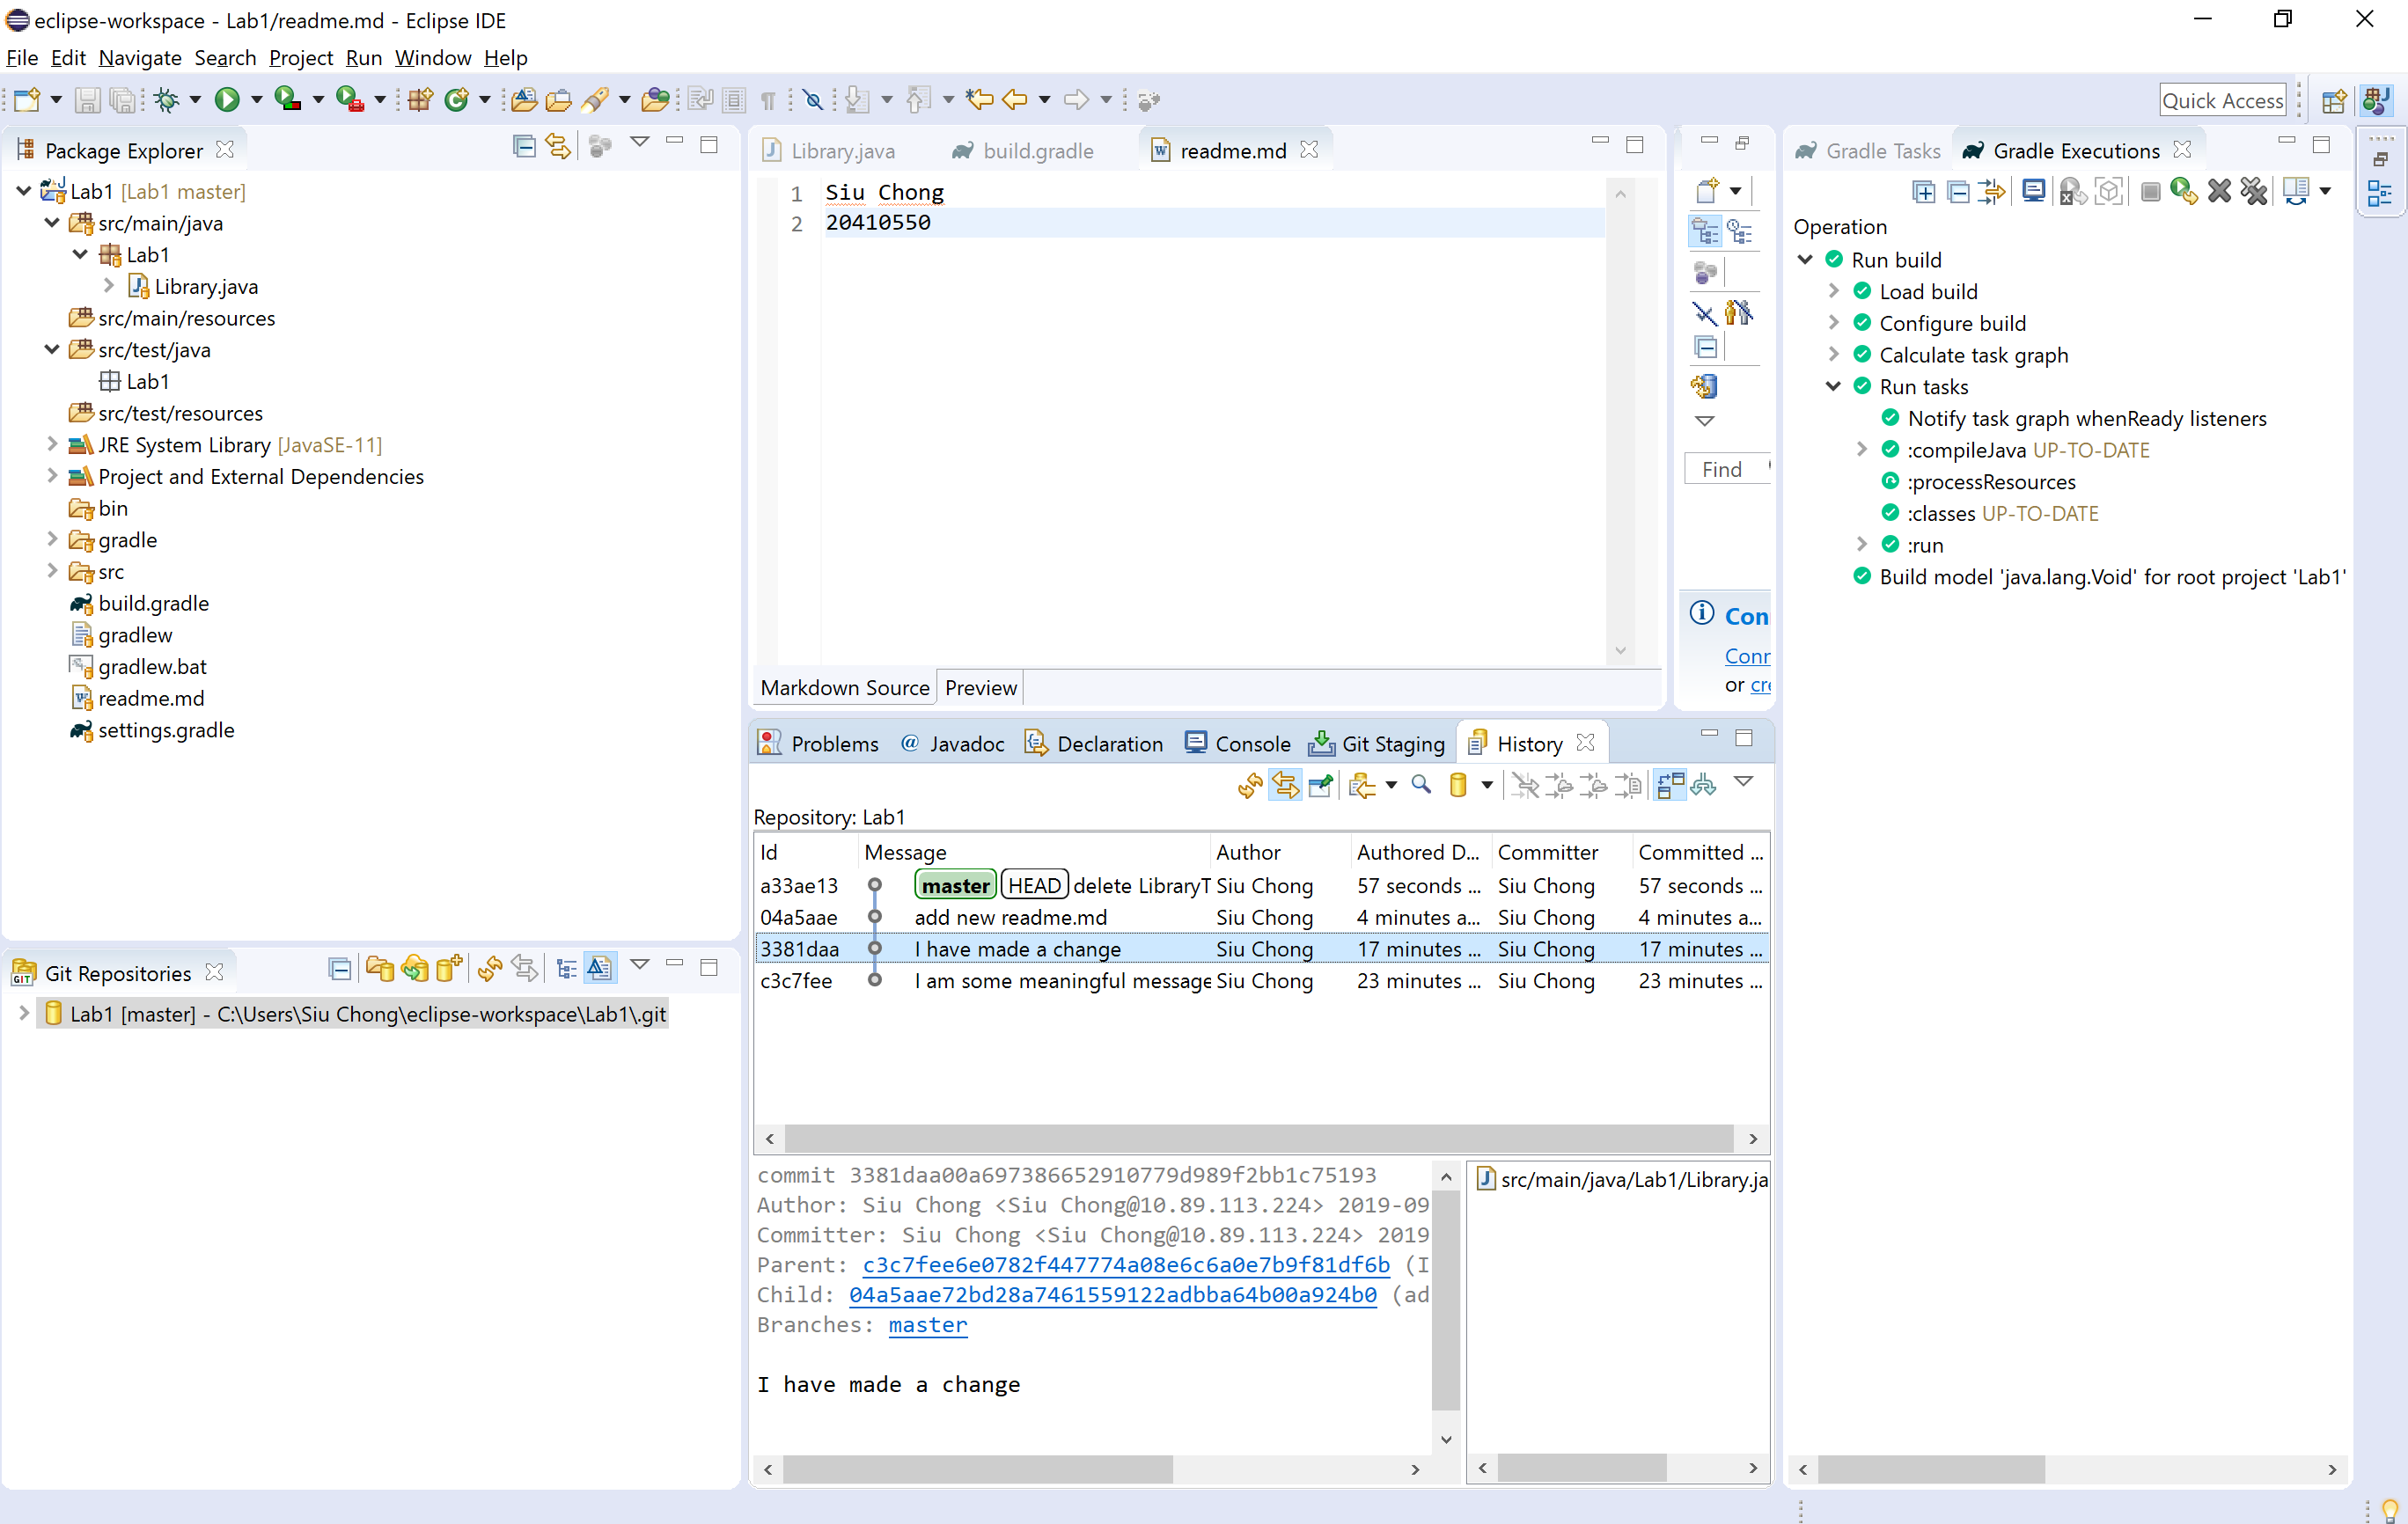 eclipse-workspace - Lab1/readme.md - Eclipse IDE
File Edit Navigate Search Project Run Window Help
Quick Access
Package Explorer
Lab1 [Lab1 master]
src/main/java
Lab1
Library.java
src/main/resources
src/test/java
Lab1
src/test/resources
JRE System Library [JavaSE-11]
Project and External Dependencies
bin
gradle
src
build.gradle
gradlew
gradlew.bat
readme.md
settings.gradle
Git Repositories
Lab1 [master] - C:\Users\Siu Chong\eclipse-workspace\Lab1\.git
Library.java build.gradle readme.md
1 Siu Chong
2 20410550
Markdown Source Preview
Find
Con
Conr
or cre
Problems Javadoc Declaration Console Git Staging History
Repository: Lab1
Id Message Author Authored D... Committer Committed ...
a33ae13 master HEAD delete LibraryT Siu Chong 57 seconds ... Siu Chong 57 seconds ...
04a5aae add new readme.md Siu Chong 4 minutes a... Siu Chong 4 minutes a...
3381daa I have made a change Siu Chong 17 minutes ... Siu Chong 17 minutes ...
c3c7fee I am some meaningful message Siu Chong 23 minutes ... Siu Chong 23 minutes ...
commit 3381daa00a697386652910779d989f2bb1c75193
Author: Siu Chong <Siu Chong@10.89.113.224> 2019-09
Committer: Siu Chong <Siu Chong@10.89.113.224> 2019
Parent: c3c7fee6e0782f447774a08e6c6a0e7b9f81df6b (I
Child: 04a5aae72bd28a7461559122adbba64b00a924b0 (ad
Branches: master
I have made a change
src/main/java/Lab1/Library.ja
Gradle Tasks Gradle Executions
Operation
Run build
Load build
Configure build
Calculate task graph
Run tasks
Notify task graph whenReady listeners
:compileJava UP-TO-DATE
:processResources
:classes UP-TO-DATE
:run
Build model 'java.lang.Void' for root project 'Lab1'